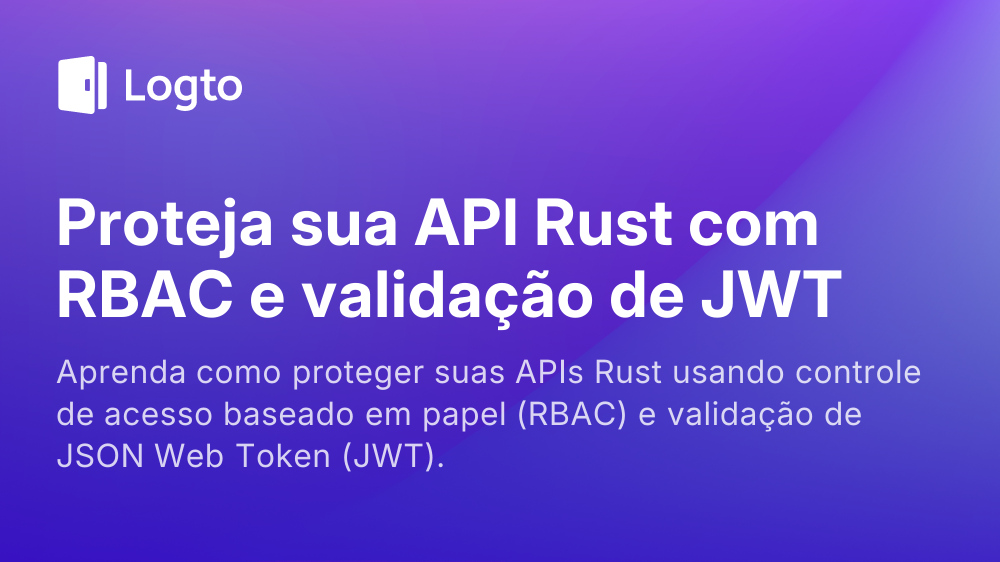 Logto
Proteja sua API Rust com
RBAC e validação de JWT
Aprenda como proteger suas APIs Rust usando controle
de acesso baseado em papel (RBAC) e validação de
JSON Web Token (JWT).